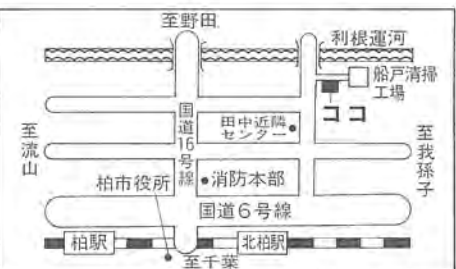 至野田
利根運河
船戸清掃
工場
ココ
国道16号線
田中近隣
センター
至流山
至我孫子
柏市役所
消防本部
国道6号線
柏駅
北柏駅
至千葉